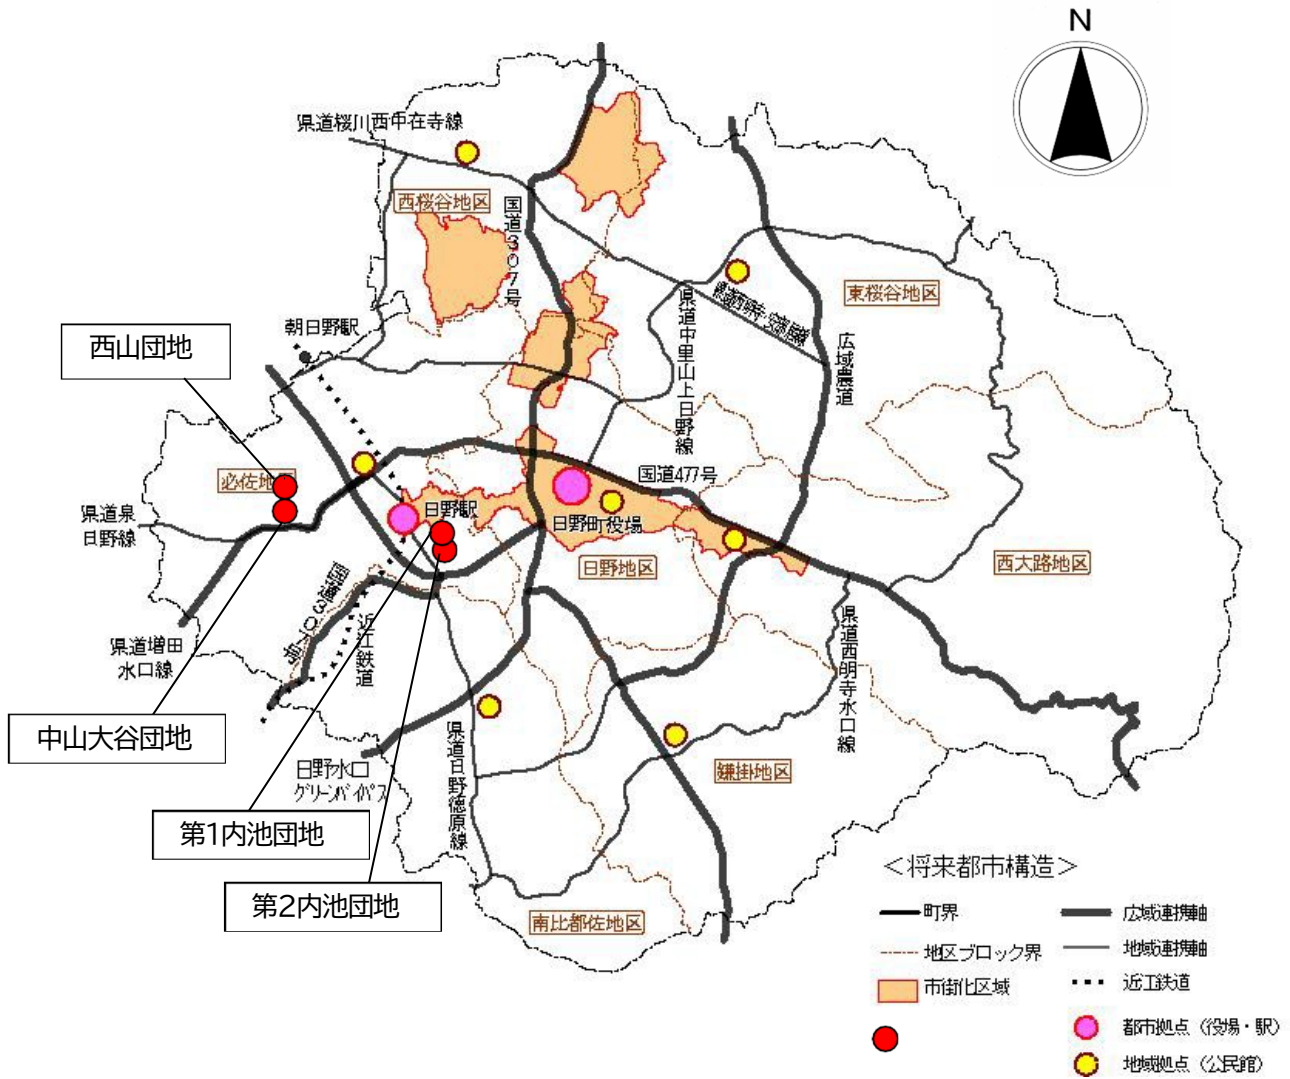 N
県道桜川西中在寺線
西桜谷地区
国道307号
東桜谷地区
県道中里山上日野線
広域農道
朝日野駅
西山団地
必佐地区
国道477号
県道泉
日野線
日野駅
日野町役場
日野地区
西大路地区
国道307号
近江鉄道
県道西明寺水口線
県道増田
水口線
中山大谷団地
県道日野徳原線
日野水口
グリーンバイパス
鎌掛地区
第1内池団地
第2内池団地
南比都佐地区
＜将来都市構造＞
町界
広域連携軸
地区ブロック界
地域連携軸
市街化区域
近江鉄道
都市拠点（役場・駅）
地域拠点（公民館）